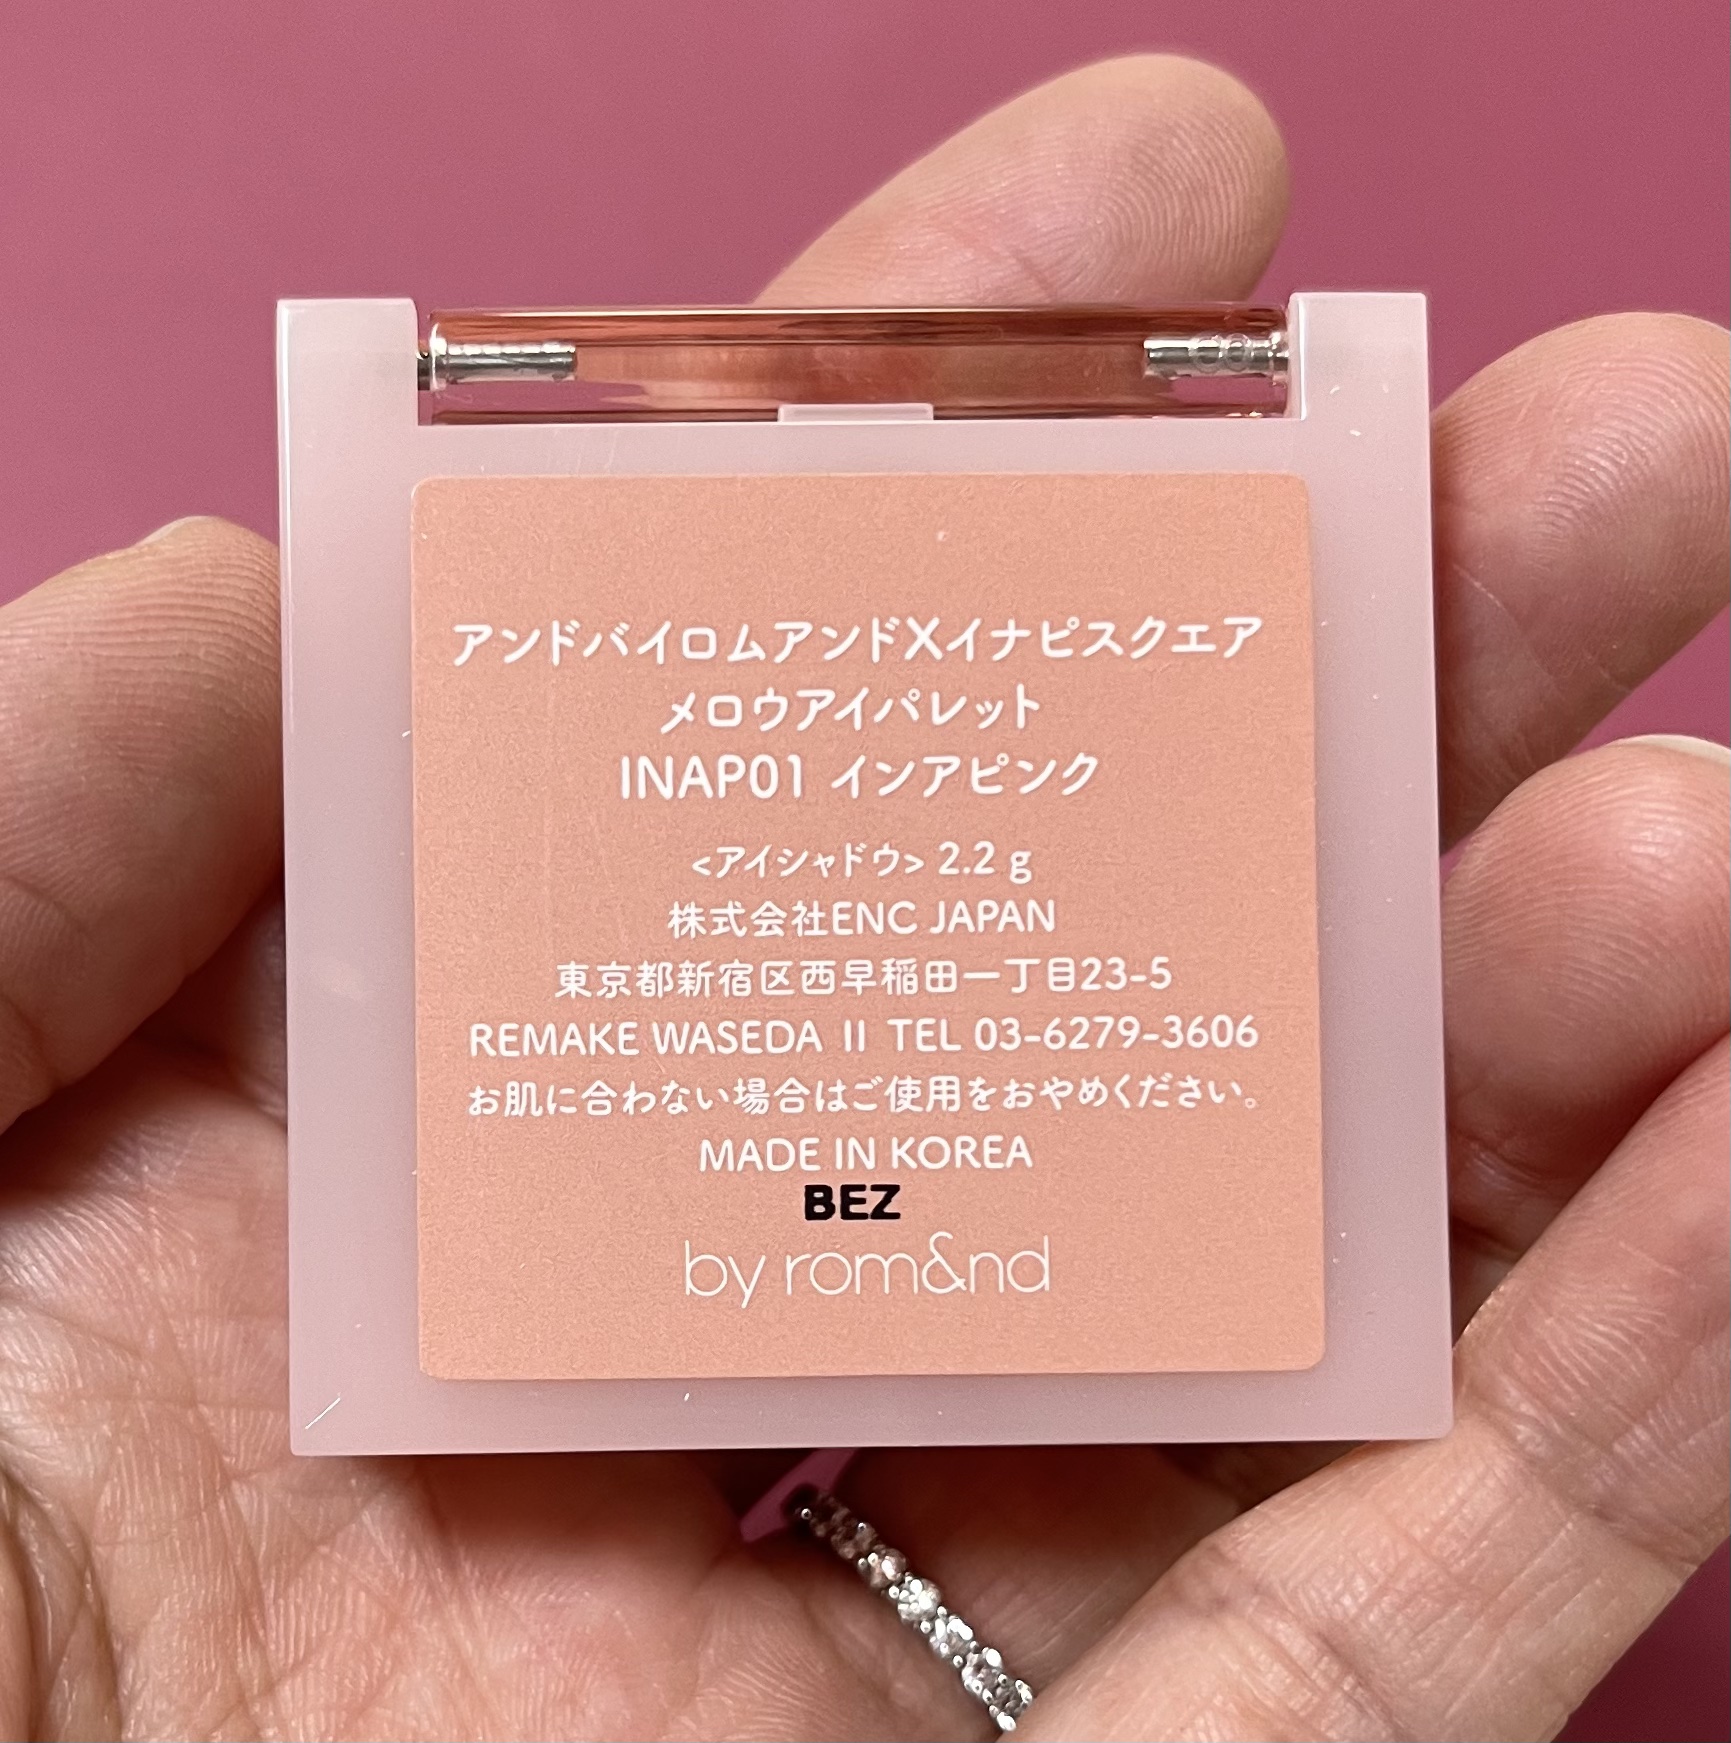 アンドバイロムアンドXイナピスクエア
メロウアイパレット
INAP01 インアピンク
<アイシャドウ> 2.2 g
株式会社ENC JAPAN
東京都新宿区西早稲田一丁目23-5
REMAKE WASEDA II TEL 03-6279-3606
お肌に合わない場合はご使用をおやめください。
MADE IN KOREA
BEZ
by rom&nd